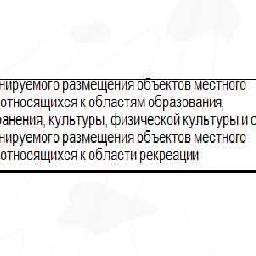 нируемого размещения объектов местного
относящихся к областям образования,
ранения, культуры, физической культуры и с
нируемого размещения объектов местного
относящихся к области рекреации